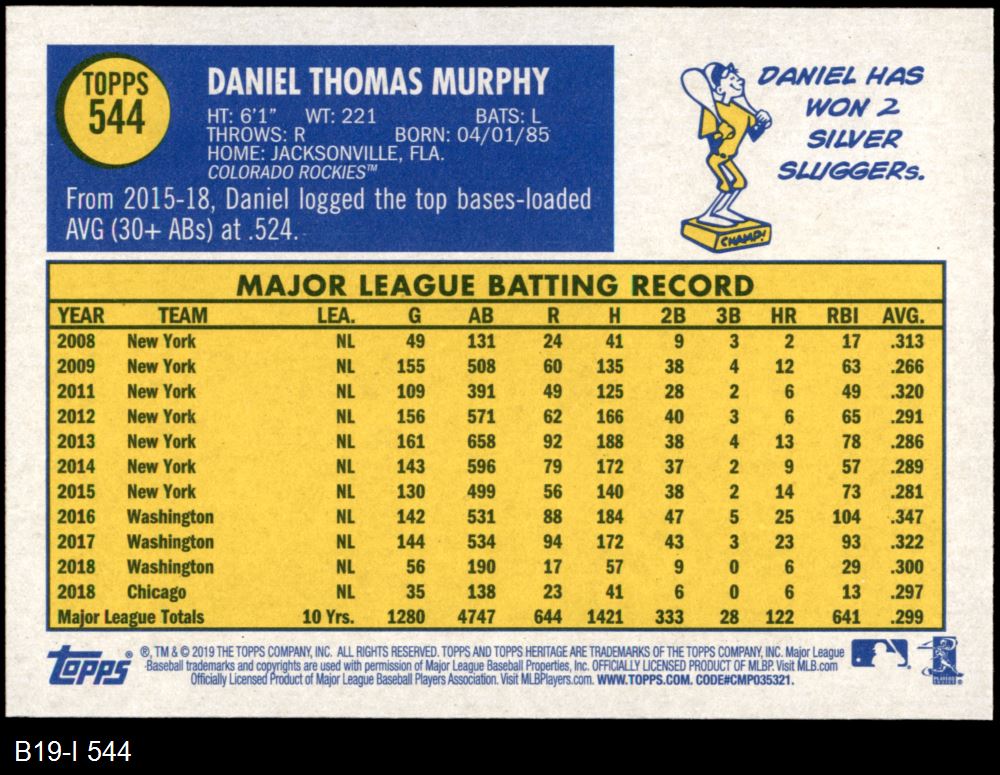 TOPPS
544
DANIEL THOMAS MURPHY
HT: 6'1" WT: 221 BATS: L
THROWS: R BORN: 04/01/85
HOME: JACKSONVILLE, FLA.
COLORADO ROCKIES™
From 2015-18, Daniel logged the top bases-loaded
AVG (30+ ABs) at .524.
DANIEL HAS
WON 2
SILVER
SLUGGERS.
CHAMP!
MAJOR LEAGUE BATTING RECORD
YEAR TEAM LEA. G AB R H 2B 3B HR RBI AVG.
2008 New York NL 49 131 24 41 9 3 2 17 .313
2009 New York NL 155 508 60 135 38 4 12 63 .266
2011 New York NL 109 391 49 125 28 2 6 49 .320
2012 New York NL 156 571 62 166 40 3 6 65 .291
2013 New York NL 161 658 92 188 38 4 13 78 .286
2014 New York NL 143 596 79 172 37 2 9 57 .289
2015 New York NL 130 499 56 140 38 2 14 73 .281
2016 Washington NL 142 531 88 184 47 5 25 104 .347
2017 Washington NL 144 534 94 172 43 3 23 93 .322
2018 Washington NL 56 190 17 57 9 0 6 29 .300
2018 Chicago NL 35 138 23 41 6 0 6 13 .297
Major League Totals 10 Yrs. 1280 4747 644 1421 333 28 122 641 .299
Topps®
®, TM & © 2019 THE TOPPS COMPANY, INC. ALL RIGHTS RESERVED. TOPPS AND TOPPS HERITAGE ARE TRADEMARKS OF THE TOPPS COMPANY, INC. Major League
Baseball trademarks and copyrights are used with permission of Major League Baseball Properties, Inc. OFFICIALLY LICENSED PRODUCT OF MLBP. Visit MLB.com
Officially Licensed Product of Major League Baseball Players Association. Visit MLBPlayers.com. WWW.TOPPS.COM. CODE#CMP035321.
B19-I 544